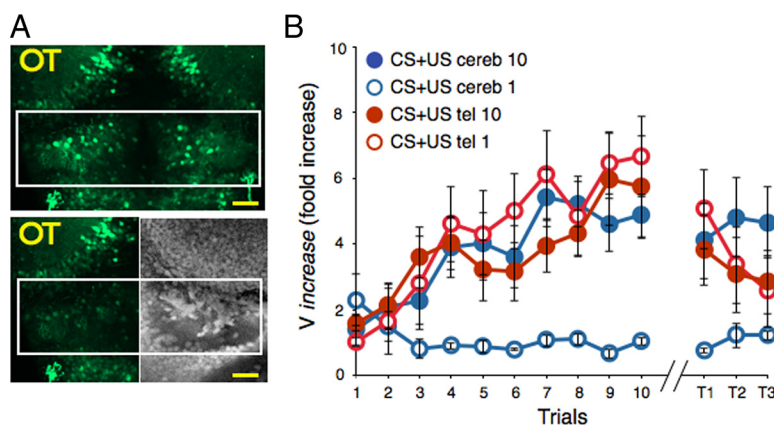 A
OT
OT
B
V increase (foold increase)
10
8
6
4
2
0
CS+US cereb 10
CS+US cereb 1
CS+US tel 10
CS+US tel 1
1 2 3 4 5 6 7 8 9 10 T1 T2 T3
Trials